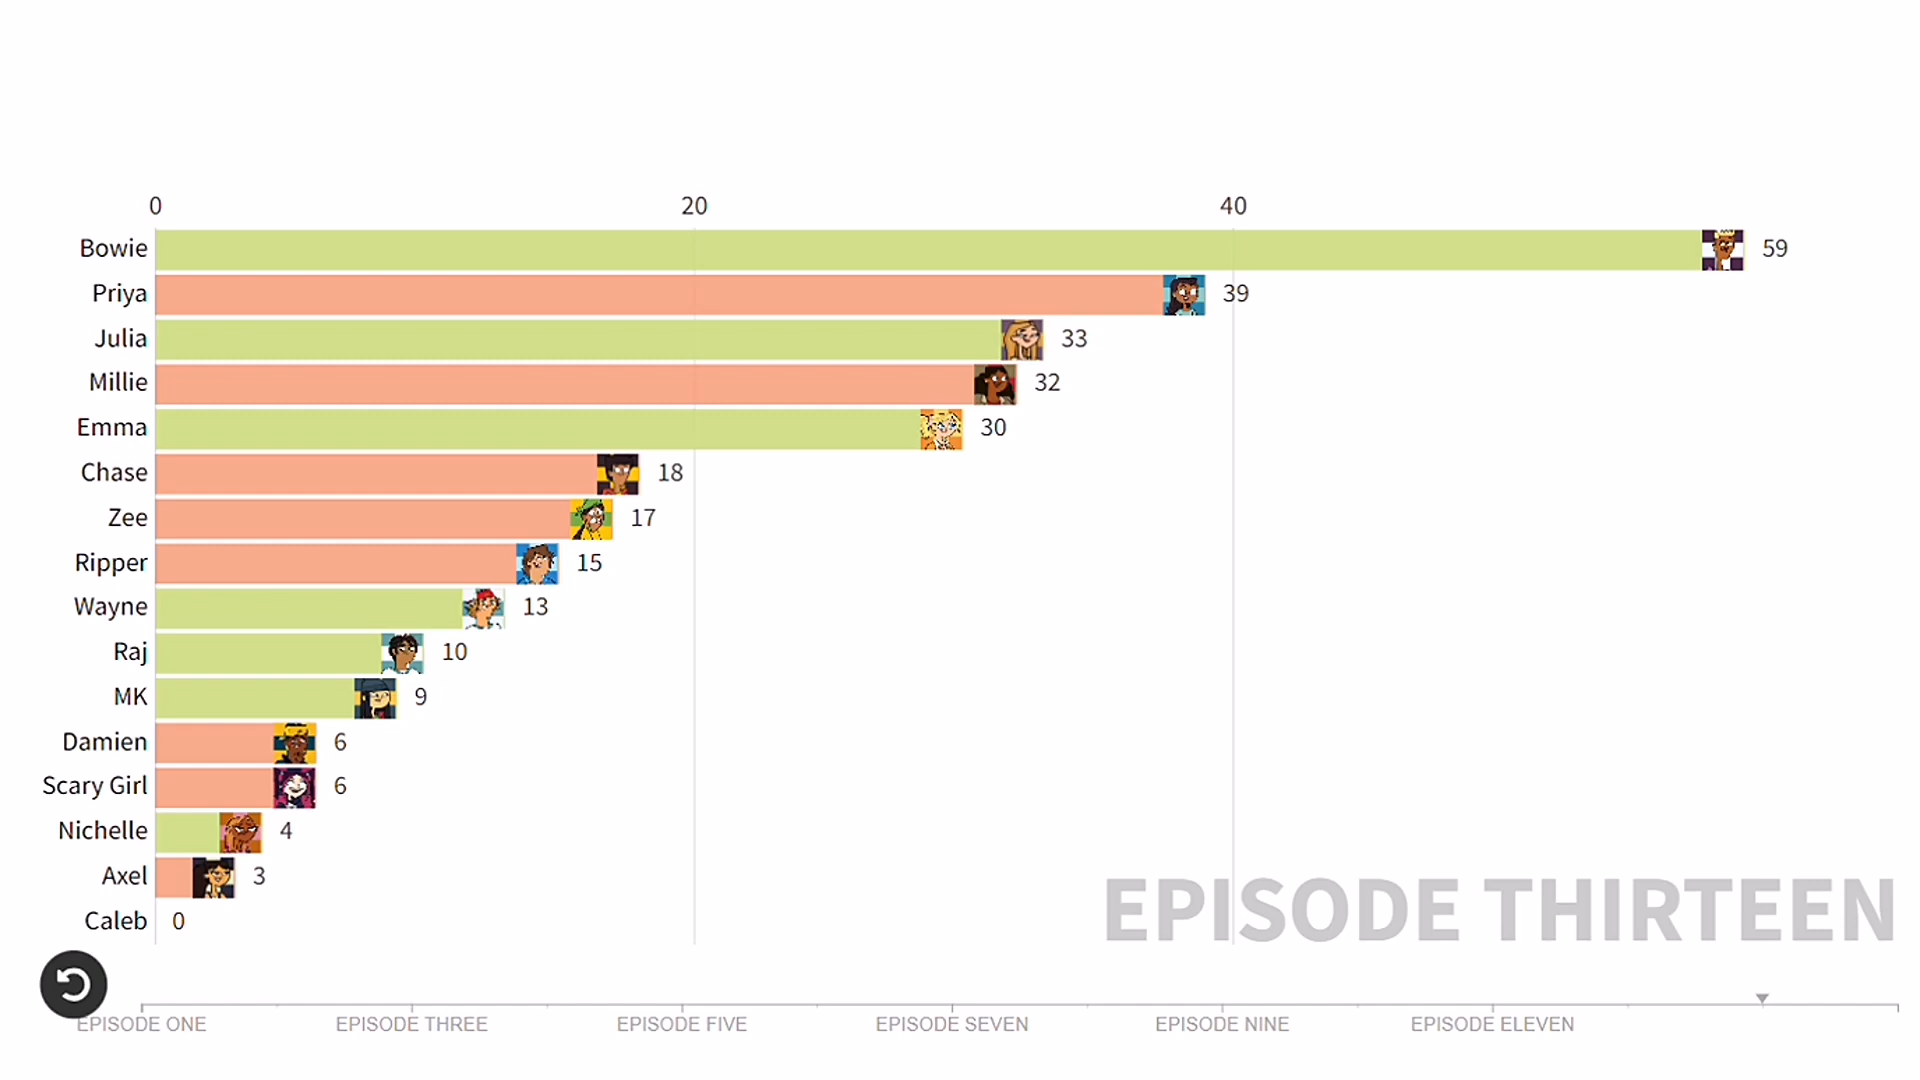 0 20 40
Bowie 59
Priya 39
Julia 33
Millie 32
Emma 30
Chase 18
Zee 17
Ripper 15
Wayne 13
Raj 10
MK 9
Damien 6
Scary Girl 6
Nichelle 4
Axel 3
Caleb 0
EPISODE THIRTEEN
EPISODE ONE EPISODE THREE EPISODE FIVE EPISODE SEVEN EPISODE NINE EPISODE ELEVEN